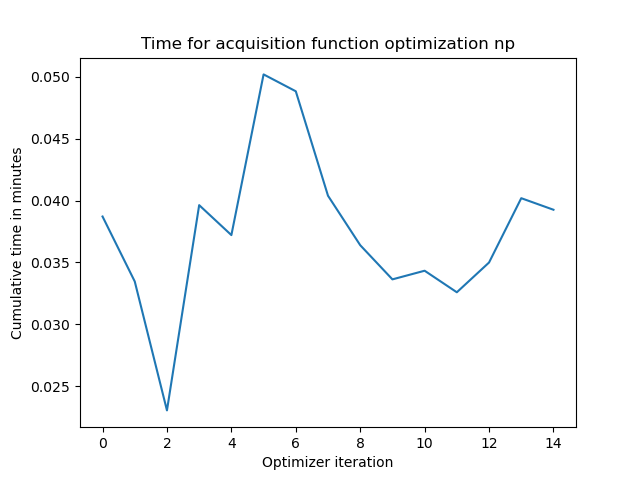 Time for acquisition function optimization np
Cumulative time in minutes
0.050
0.045
0.040
0.035
0.030
0.025
0 2 4 6 8 10 12 14
Optimizer iteration